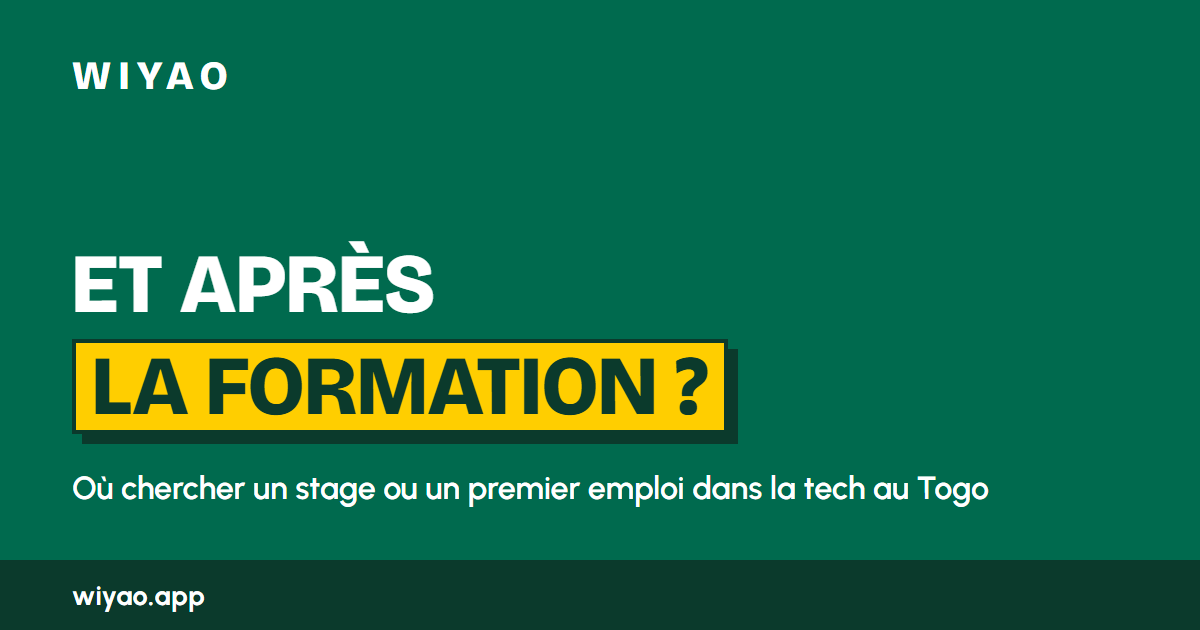 WIYAO
ET APRÈS
LA FORMATION ?
Où chercher un stage ou un premier emploi dans la tech au Togo
wiyao.app